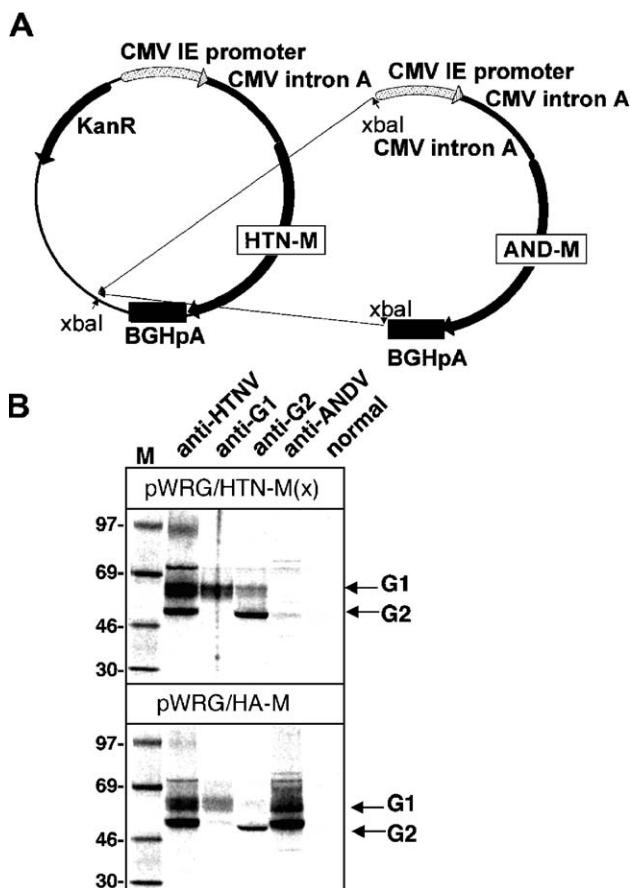 A
CMV IE promoter
CMV intron A
KanR
HTN-M
xbaI
BGHpA
CMV IE promoter
CMV intron A
xbaI
CMV intron A
AND-M
xbaI
BGHpA
B
M
anti-HTNV
anti-G1
anti-G2
anti-ANDV
normal
pWRG/HTN-M(x)
97-
69-
46-
30-
G1
G2
pWRG/HA-M
97-
69-
46-
30-
G1
G2